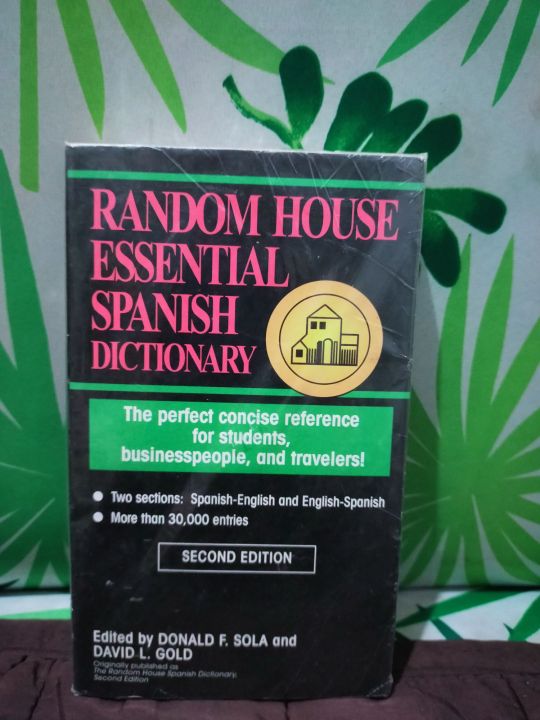 RANDOM HOUSE
ESSENTIAL
SPANISH
DICTIONARY
The perfect concise reference
for students,
businesspeople, and travelers!
● Two sections: Spanish-English and English-Spanish
● More than 30,000 entries
SECOND EDITION
Edited by DONALD F. SOLA and
DAVID L. GOLD
Originally published as
The Random House Spanish Dictionary,
Second Edition